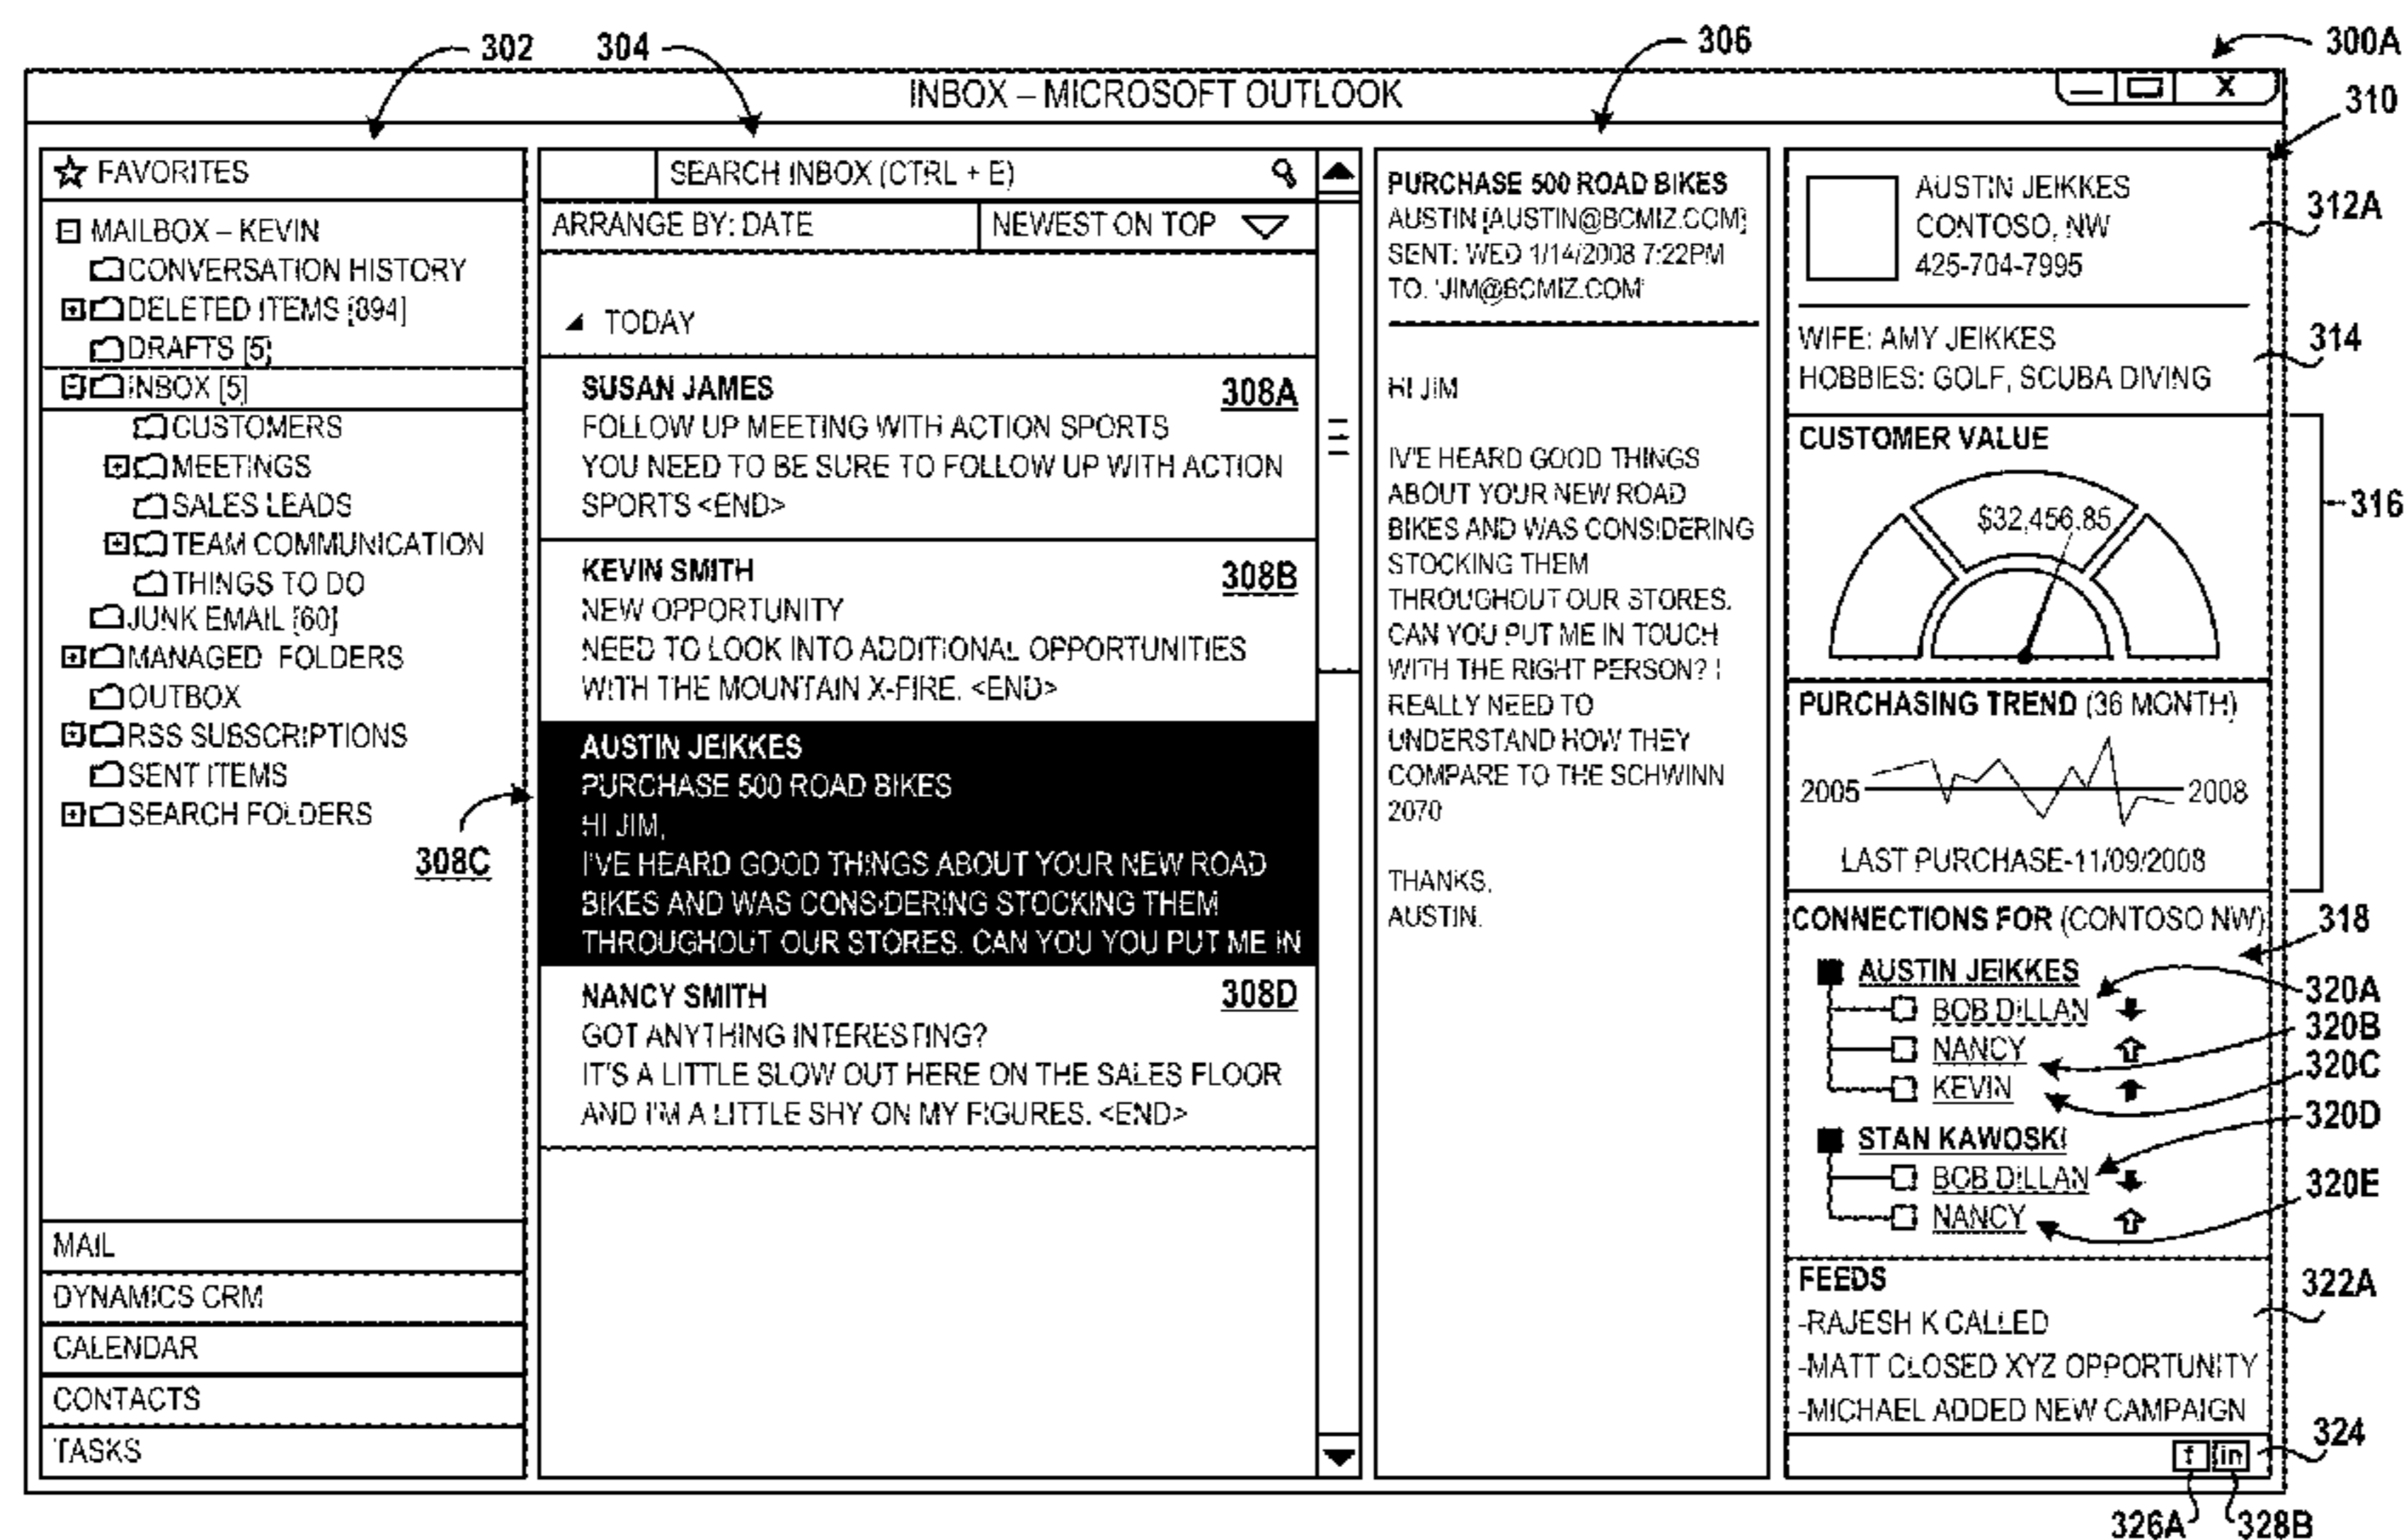 302
304
306
300A
INBOX – MICROSOFT OUTLOOK
X
310
FAVORITES
MAILBOX – KEVIN
CONVERSATION HISTORY
DELETED ITEMS [894]
DRAFTS [5]
INBOX [5]
CUSTOMERS
MEETINGS
SALES LEADS
TEAM COMMUNICATION
THINGS TO DO
JUNK EMAIL [60]
MANAGED FOLDERS
OUTBOX
RSS SUBSCRIPTIONS
SENT ITEMS
SEARCH FOLDERS
308C
MAIL
DYNAMICS CRM
CALENDAR
CONTACTS
TASKS
SEARCH INBOX (CTRL + E)
ARRANGE BY: DATE
NEWEST ON TOP
TODAY
SUSAN JAMES
308A
FOLLOW UP MEETING WITH ACTION SPORTS
YOU NEED TO BE SURE TO FOLLOW UP WITH ACTION
SPORTS <END>
KEVIN SMITH
308B
NEW OPPORTUNITY
NEED TO LOOK INTO ADDITIONAL OPPORTUNITIES
WITH THE MOUNTAIN X-FIRE. <END>
AUSTIN JEIKKES
PURCHASE 500 ROAD BIKES
HI JIM,
I'VE HEARD GOOD THINGS ABOUT YOUR NEW ROAD
BIKES AND WAS CONSIDERING STOCKING THEM
THROUGHOUT OUR STORES. CAN YOU YOU PUT ME IN
NANCY SMITH
308D
GOT ANYTHING INTERESTING?
IT'S A LITTLE SLOW OUT HERE ON THE SALES FLOOR
AND I'M A LITTLE SHY ON MY FIGURES. <END>
PURCHASE 500 ROAD BIKES
AUSTIN [AUSTIN@BCMIZ.COM]
SENT: WED 1/14/2008 7:22PM
TO. 'JIM@BCMIZ.COM'
HI JIM
IV'E HEARD GOOD THINGS
ABOUT YOUR NEW ROAD
BIKES AND WAS CONSIDERING
STOCKING THEM
THROUGHOUT OUR STORES.
CAN YOU PUT ME IN TOUCH
WITH THE RIGHT PERSON? I
REALLY NEED TO
UNDERSTAND HOW THEY
COMPARE TO THE SCHWINN
2070
THANKS,
AUSTIN.
AUSTIN JEIKKES
CONTOSO, NW
425-704-7995
312A
WIFE: AMY JEIKKES
HOBBIES: GOLF, SCUBA DIVING
314
CUSTOMER VALUE
$32,456.85
316
PURCHASING TREND (36 MONTH)
2005
2008
LAST PURCHASE-11/09/2008
CONNECTIONS FOR (CONTOSO NW)
318
AUSTIN JEIKKES
BOB DILLAN
320A
NANCY
320B
KEVIN
320C
STAN KAWOSKI
320D
BOB DILLAN
320E
NANCY
FEEDS
322A
-RAJESH K CALLED
-MATT CLOSED XYZ OPPORTUNITY
-MICHAEL ADDED NEW CAMPAIGN
f
in
324
326A
328B